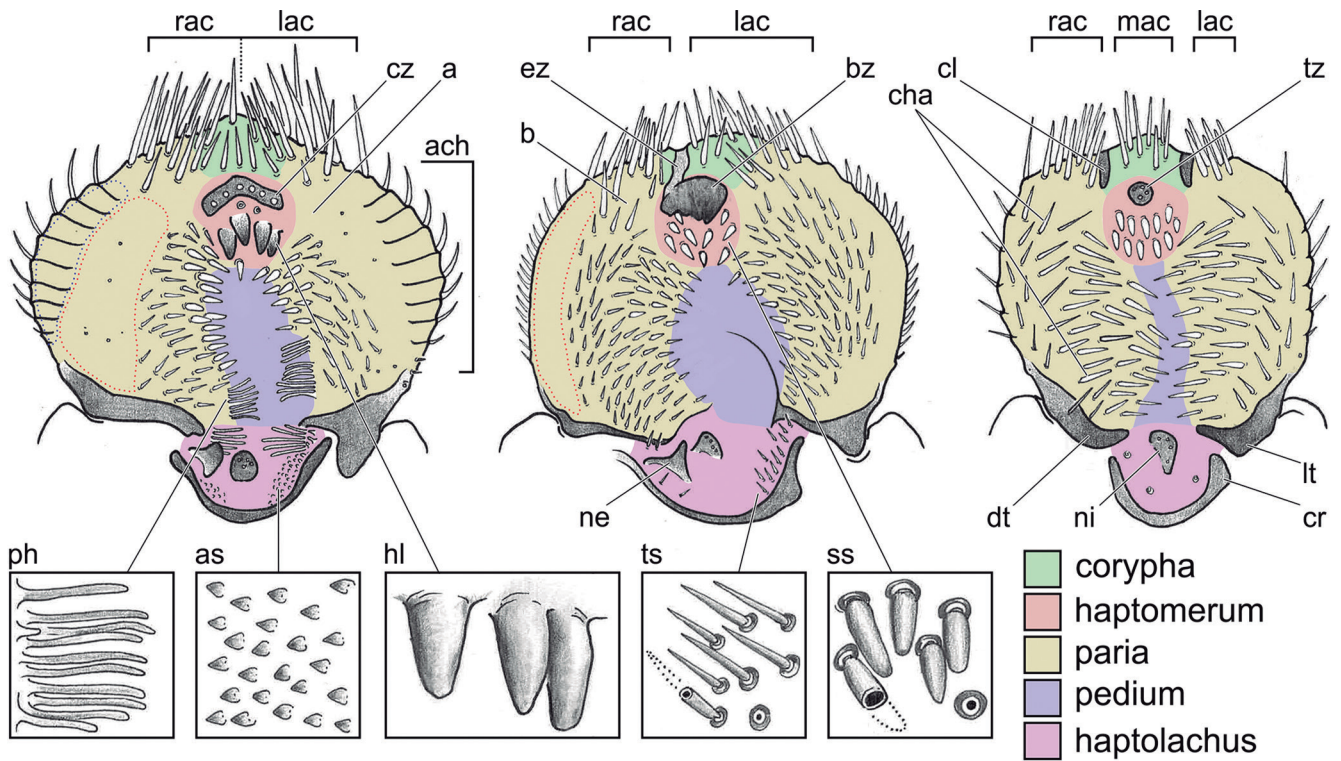 rac lac rac lac rac mac lac
cz a ez bz cl tz
cha
b
ach
ne dt ni lt cr
ph as hl ts ss
corypha
haptomerum
paria
pedium
haptolachus